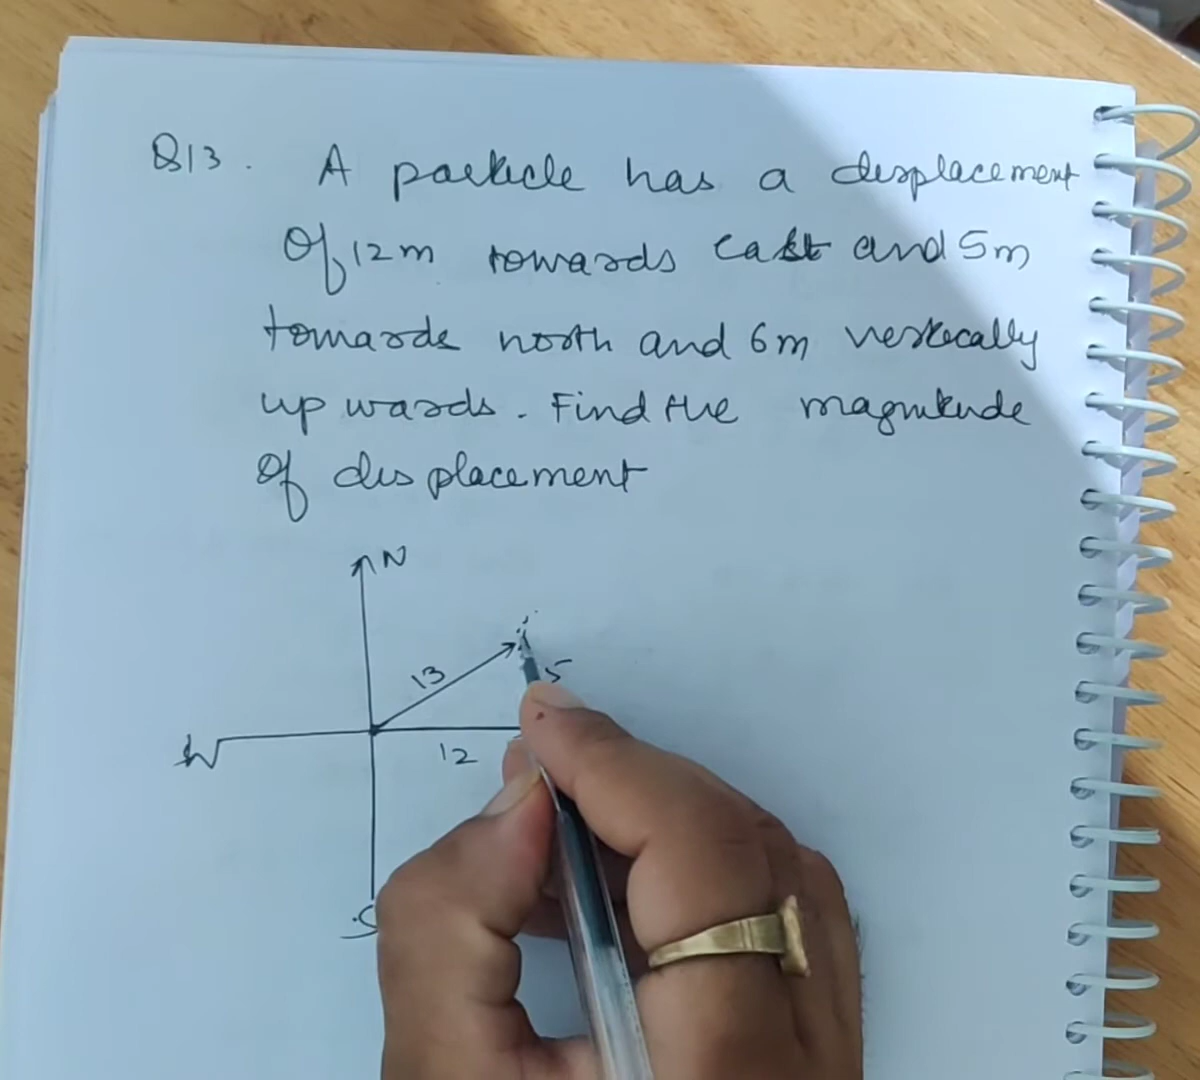 Q13. A particle has a displacement
Of 12m towards east and 5m
towards north and 6m vertically
up wards. Find the magnitude
Of displacement
N
13
5
W
12
S